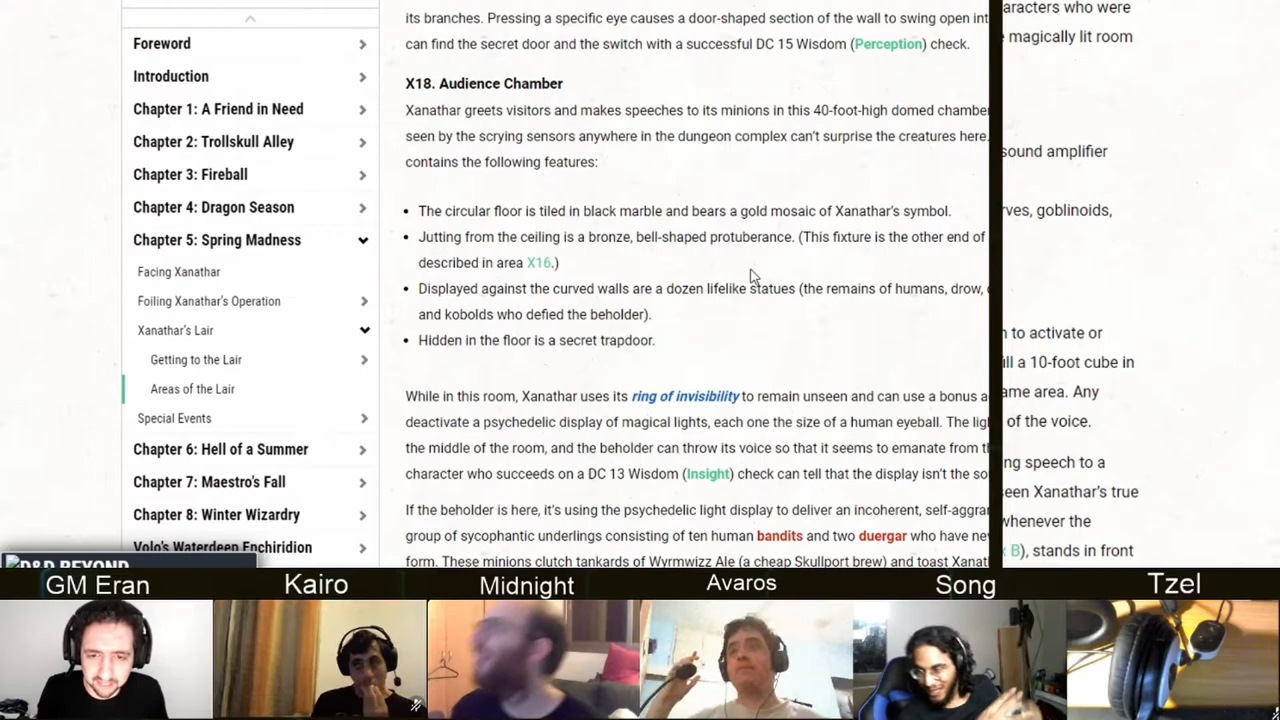 its branches. Pressing a specific eye causes a door-shaped section of the wall to swing open int
can find the secret door and the switch with a successful DC 15 Wisdom (Perception) check.
X18. Audience Chamber
Xanathar greets visitors and makes speeches to its minions in this 40-foot-high domed chamber
seen by the scrying sensors anywhere in the dungeon complex can't surprise the creatures here.
contains the following features:
• The circular floor is tiled in black marble and bears a gold mosaic of Xanathar's symbol.
• Jutting from the ceiling is a bronze, bell-shaped protuberance. (This fixture is the other end of
described in area X16.)
• Displayed against the curved walls are a dozen lifelike statues (the remains of humans, drow,
and kobolds who defied the beholder).
• Hidden in the floor is a secret trapdoor.
While in this room, Xanathar uses its ring of invisibility to remain unseen and can use a bonus a
deactivate a psychedelic display of magical lights, each one the size of a human eyeball. The lig
the middle of the room, and the beholder can throw its voice so that it seems to emanate from t
character who succeeds on a DC 13 Wisdom (Insight) check can tell that the display isn't the so
If the beholder is here, it's using the psychedelic light display to deliver an incoherent, self-aggra
group of sycophantic underlings consisting of ten human bandits and two duergar who have ne
form. These minions clutch tankards of Wyrmwizz Ale (a cheap Skullport brew) and toast Xanat
Foreword
Introduction
Chapter 1: A Friend in Need
Chapter 2: Trollskull Alley
Chapter 3: Fireball
Chapter 4: Dragon Season
Chapter 5: Spring Madness
Facing Xanathar
Foiling Xanathar's Operation
Xanathar's Lair
Getting to the Lair
Areas of the Lair
Special Events
Chapter 6: Hell of a Summer
Chapter 7: Maestro's Fall
Chapter 8: Winter Wizardry
Volo's Waterdeep Enchiridion
D&D BEYOND
aracters who were
magically lit room
sound amplifier
rves, goblinoids,
n to activate or
ill a 10-foot cube in
ame area. Any
of the voice.
ng speech to a
seen Xanathar's true
whenever the
x B), stands in front
GM Eran
Kairo
Midnight
Avaros
Song
Tzel